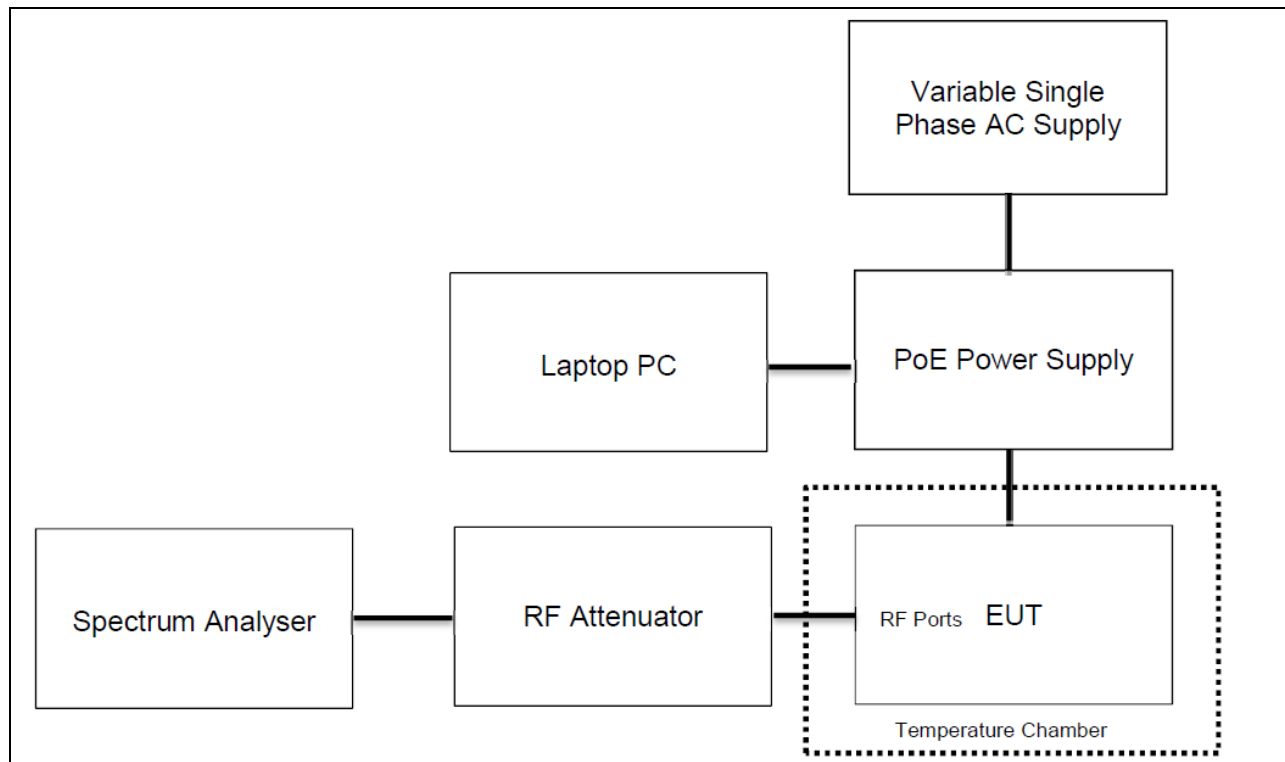 Variable Single
Phase AC Supply
Laptop PC
PoE Power Supply
Spectrum Analyser
RF Attenuator
RF Ports
EUT
Temperature Chamber